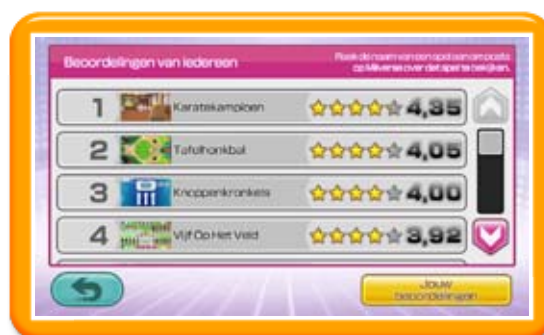 Beoordelingen van iedereen
Raak de naam van een spel aan om posts
op Miiverse over dat spel te bekijken.
1 Karatekampioen 4,35
2 Tafelhonkbal 4,05
3 Knoppenkronkels 4,00
4 Vijf Op Het Veld 3,92
Jouw
beoordelingen